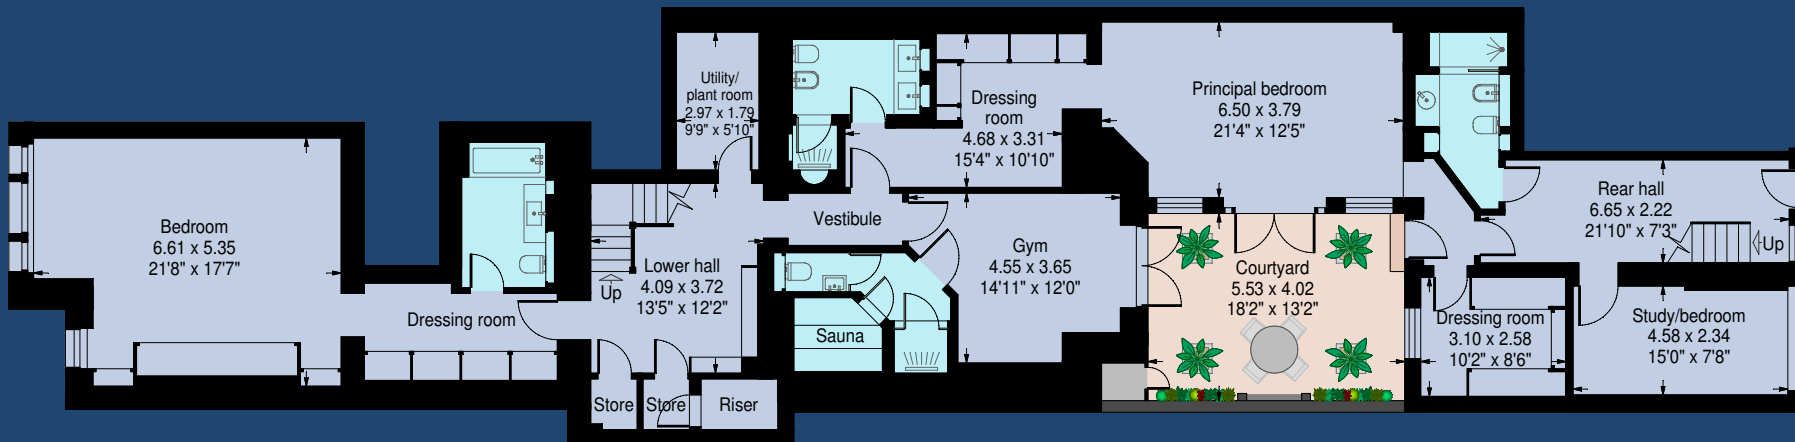 Utility/
plant room
2.97 x 1.79
9'9" x 5'10"
Dressing
room
4.68 x 3.31
15'4" x 10'10"
Principal bedroom
6.50 x 3.79
21'4" x 12'5"
Rear hall
6.65 x 2.22
21'10" x 7'3"
Up
Bedroom
6.61 x 5.35
21'8" x 17'7"
Vestibule
Gym
4.55 x 3.65
14'11" x 12'0"
Courtyard
5.53 x 4.02
18'2" x 13'2"
Lower hall
4.09 x 3.72
13'5" x 12'2"
Up
Dressing room
Sauna
Dressing room
3.10 x 2.58
10'2" x 8'6"
Study/bedroom
4.58 x 2.34
15'0" x 7'8"
Store
Store
Riser